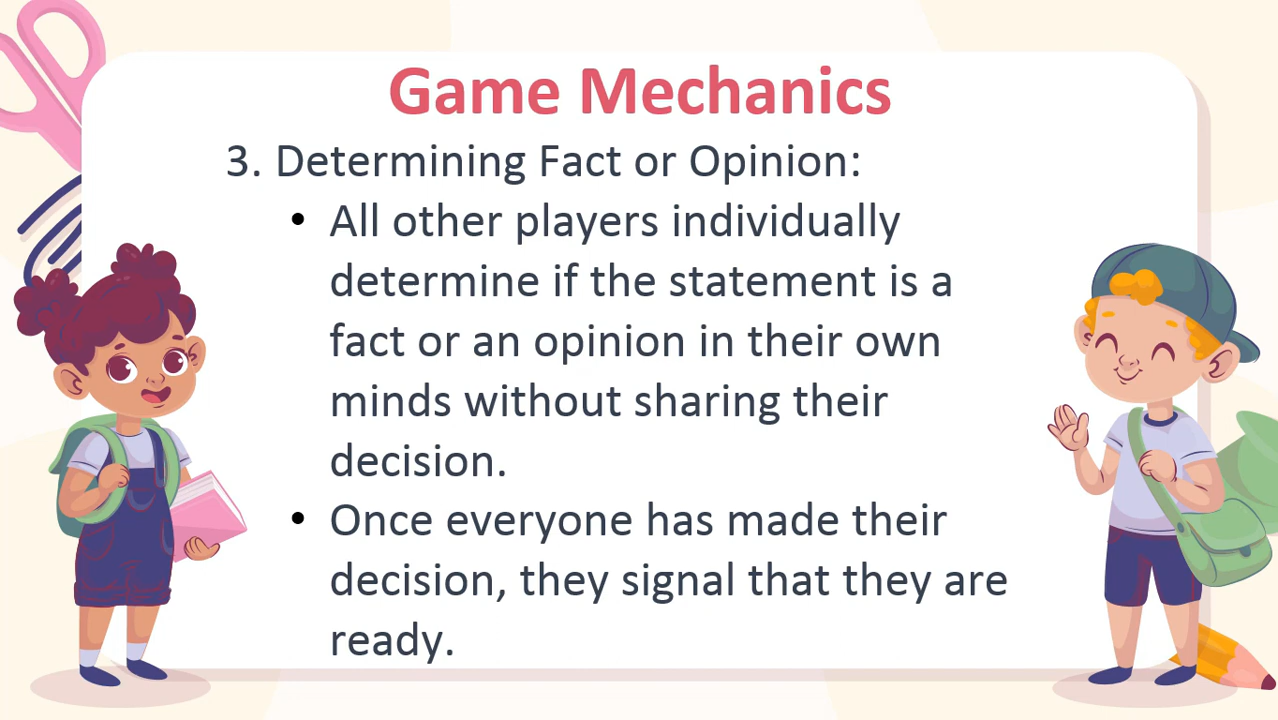 Game Mechanics
3. Determining Fact or Opinion:
• All other players individually
determine if the statement is a
fact or an opinion in their own
minds without sharing their
decision.
• Once everyone has made their
decision, they signal that they are
ready.